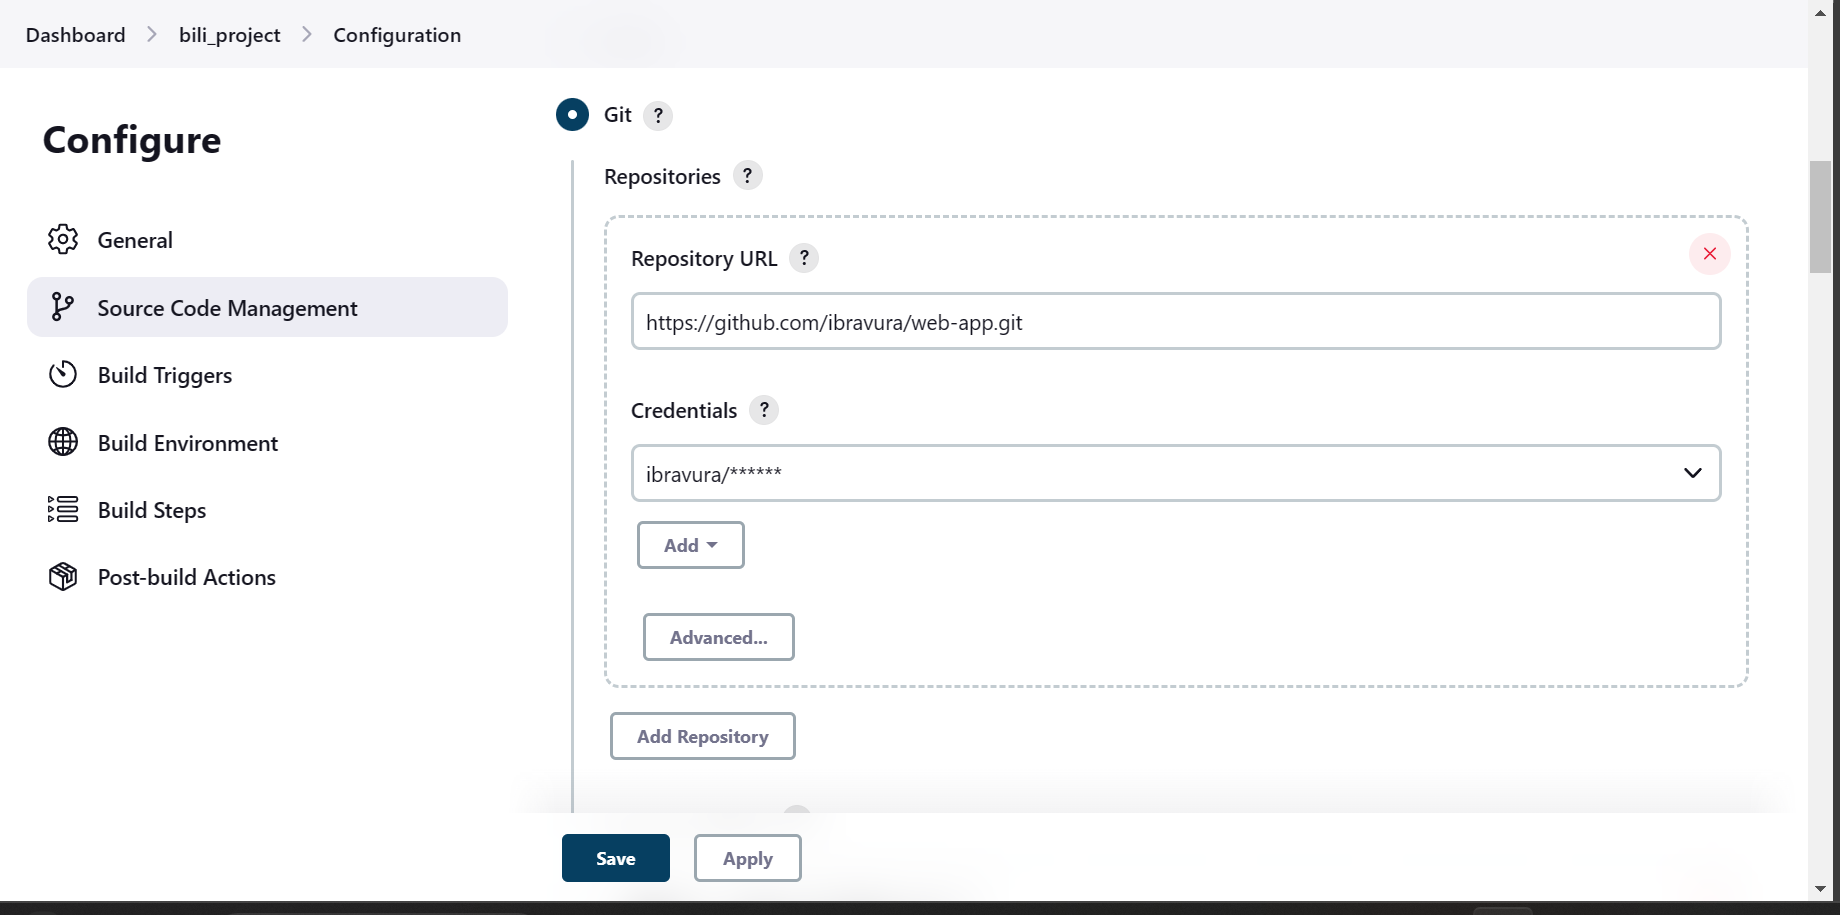 Dashboard > bili_project > Configuration
Configure
General
Source Code Management
Build Triggers
Build Environment
Build Steps
Post-build Actions
Git ?
Repositories ?
Repository URL ?
https://github.com/ibravura/web-app.git
Credentials ?
ibravura/******
Add
Advanced...
Add Repository
Save
Apply